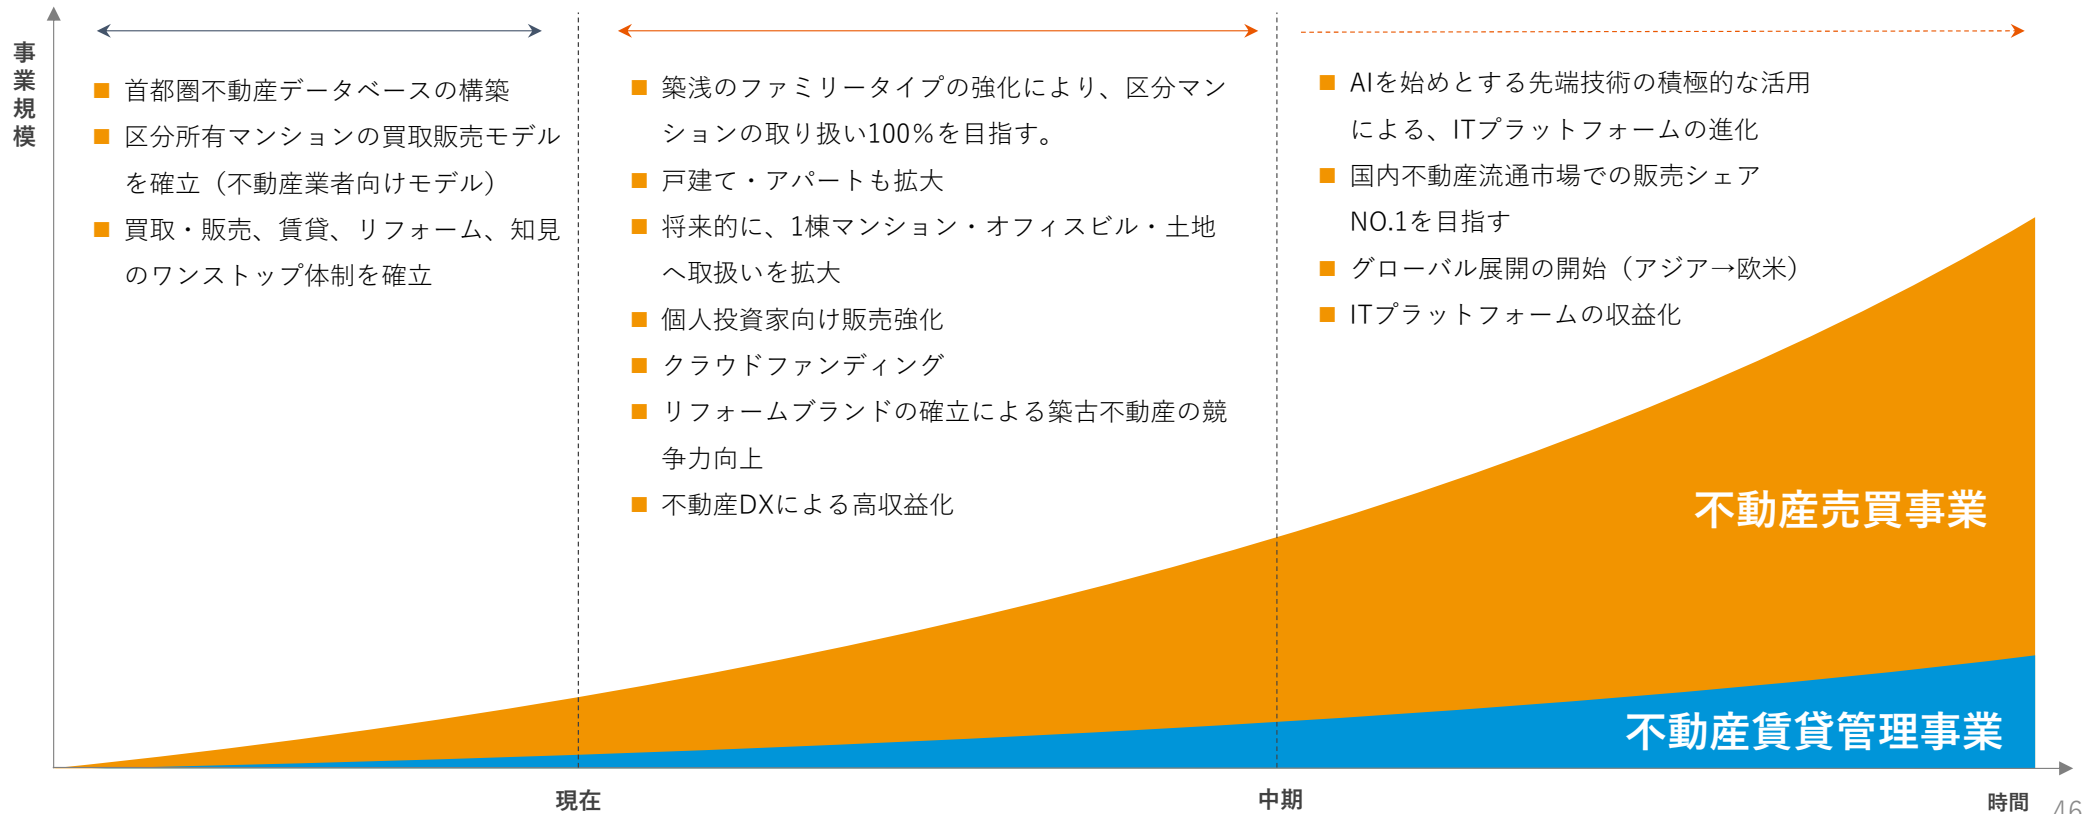 事業規模
首都圏不動産データベースの構築
区分所有マンションの買取販売モデル
を確立（不動産業者向けモデル）
買取・販売、賃貸、リフォーム、知見
のワンストップ体制を確立
築浅のファミリータイプの強化により、区分マン
ションの取り扱い100％を目指す。
戸建て・アパートも拡大
将来的に、1棟マンション・オフィスビル・土地
へ取扱いを拡大
個人投資家向け販売強化
クラウドファンディング
リフォームブランドの確立による築古不動産の競
争力向上
不動産DXによる高収益化
AIを始めとする先端技術の積極的な活用
による、ITプラットフォームの進化
国内不動産流通市場での販売シェア
NO.1を目指す
グローバル展開の開始（アジア→欧米）
ITプラットフォームの収益化
不動産売買事業
不動産賃貸管理事業
現在
中期
時間
46